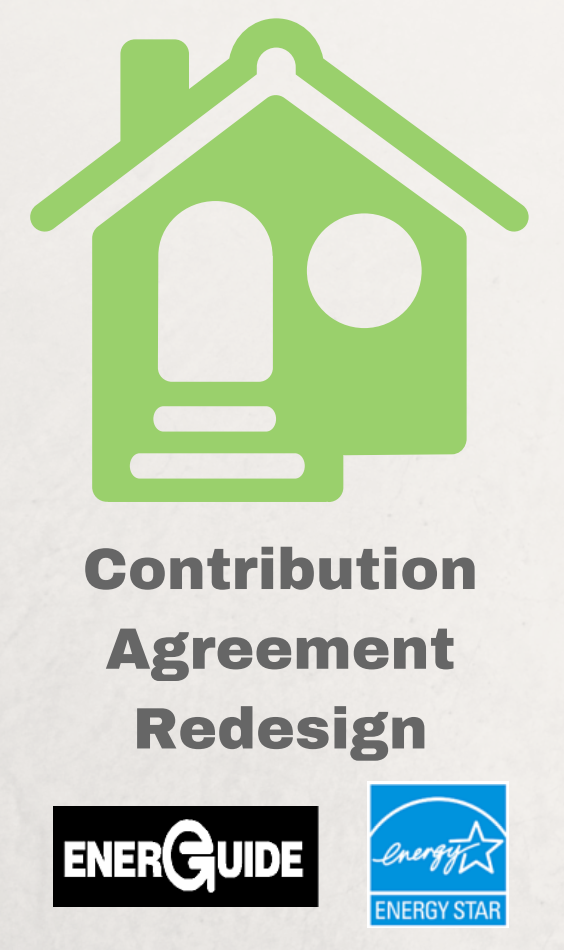 Contribution
Agreement
Redesign
ENERGUIDE
energy
ENERGY STAR